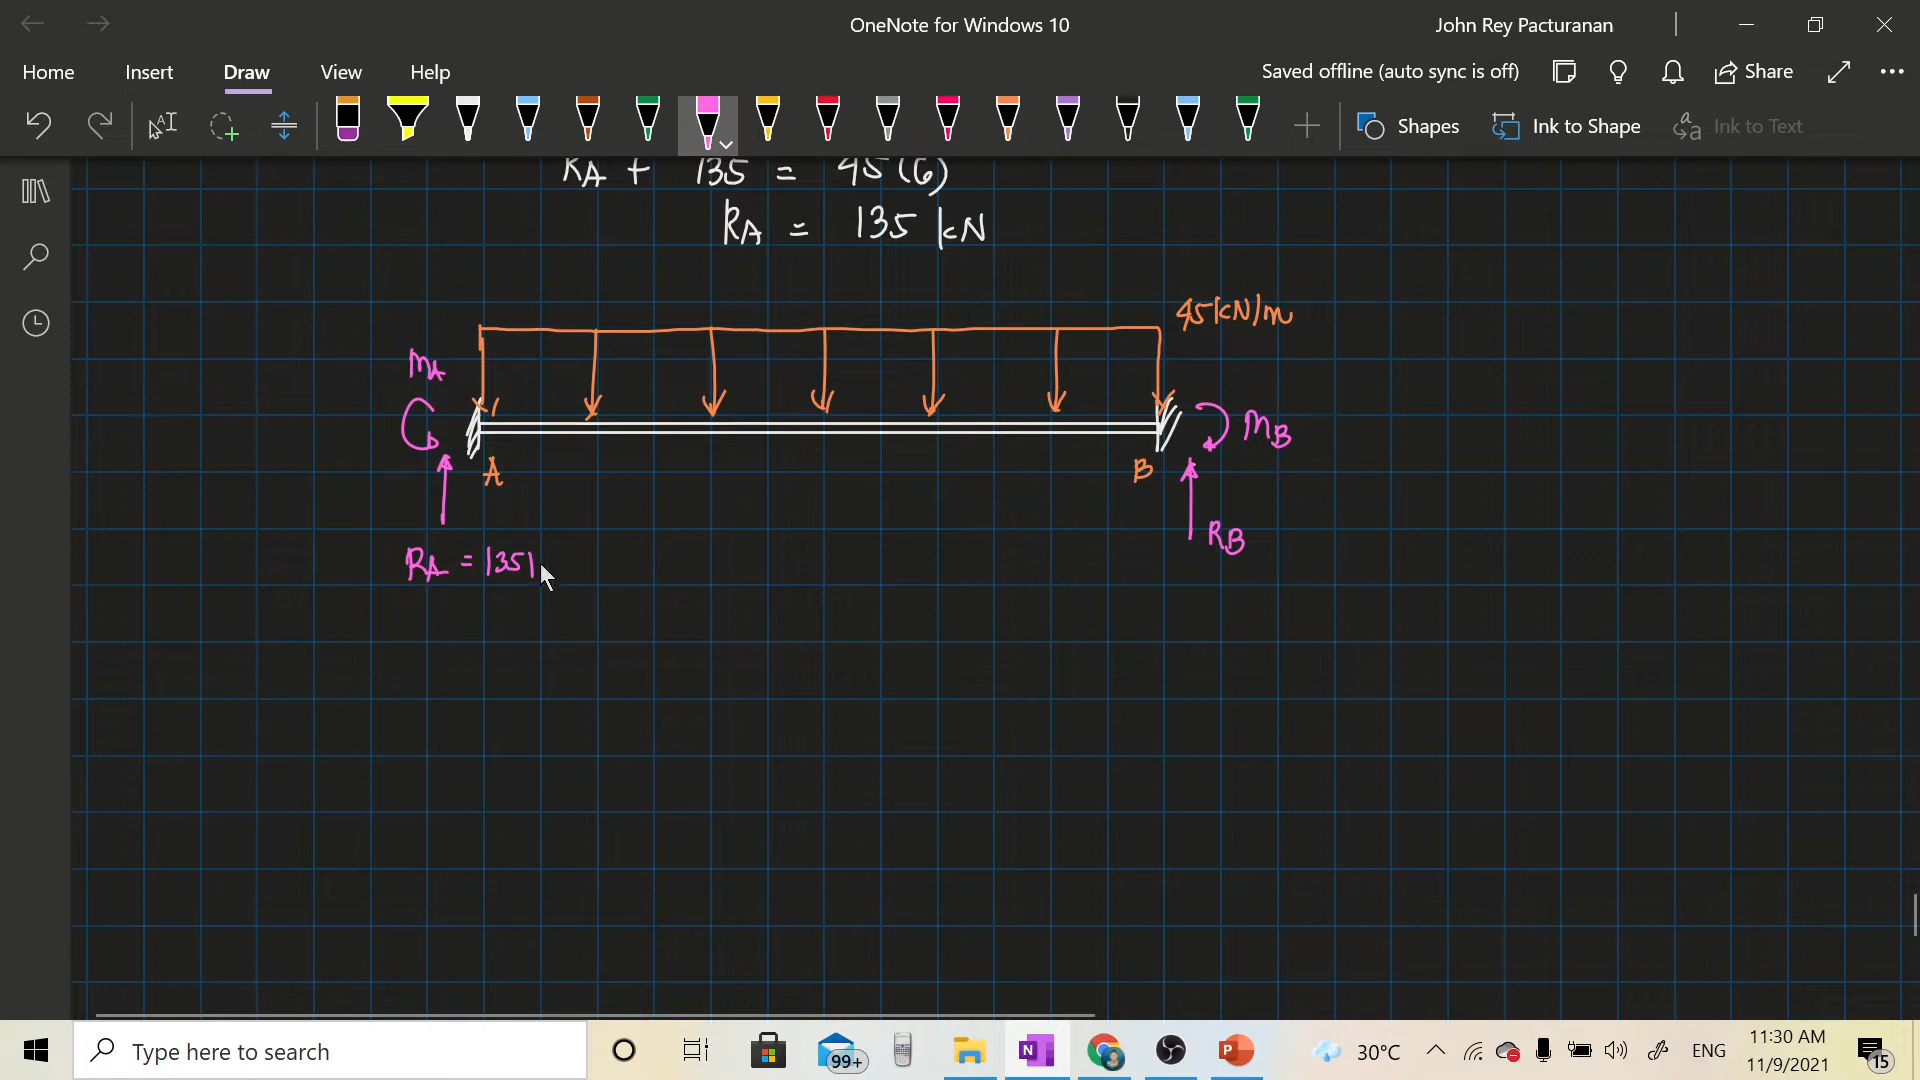 OneNote for Windows 10
John Rey Pacturanan
Home Insert Draw View Help
Saved offline (auto sync is off)
Share
Shapes
Ink to Shape
Ink to Text
RA + 135 = 45(6)
RA = 135 kN
45kN/m
MA
MB
A
B
RB
RA = 135
Type here to search
99+
30°C
ENG
11:30 AM
11/9/2021
15